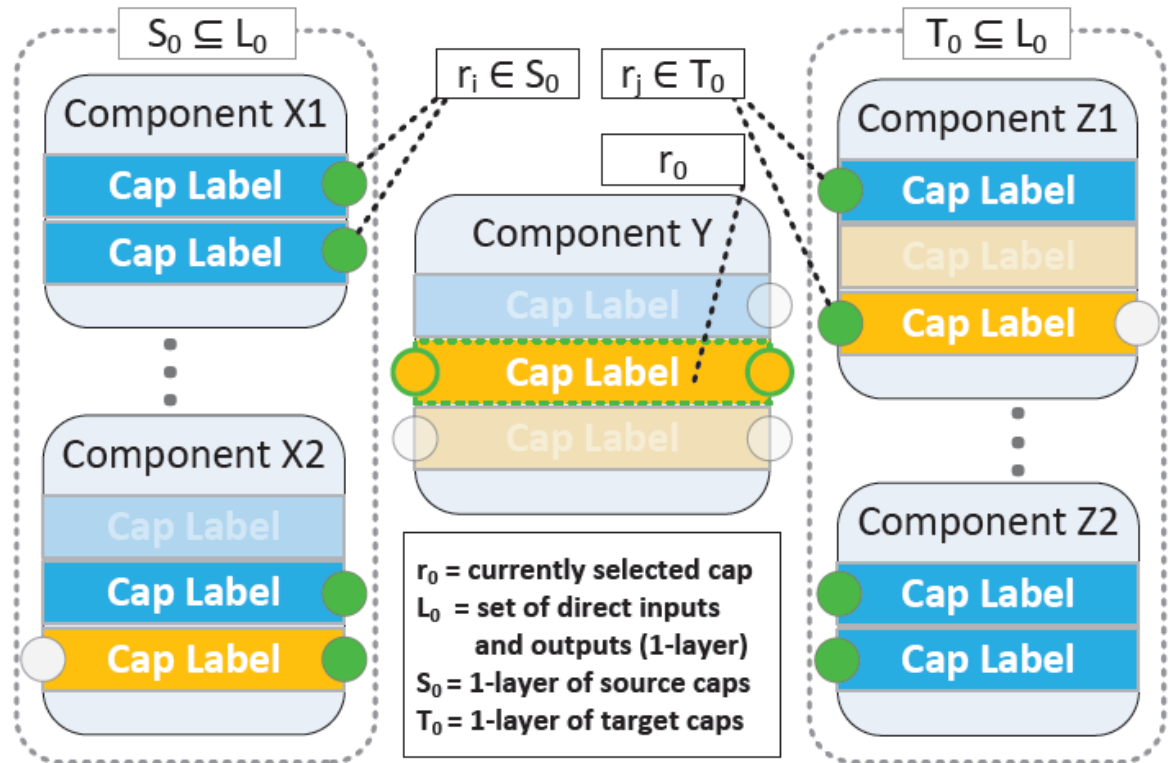 S₀ ⊆ L₀
rᵢ ∈ S₀
rⱼ ∈ T₀
T₀ ⊆ L₀
r₀
Component X1
Cap Label
Cap Label
Component X2
Cap Label
Cap Label
Cap Label
Component Y
Cap Label
Cap Label
Cap Label
Component Z1
Cap Label
Cap Label
Cap Label
Component Z2
Cap Label
Cap Label
r₀ = currently selected cap
L₀ = set of direct inputs
and outputs (1-layer)
S₀ = 1-layer of source caps
T₀ = 1-layer of target caps